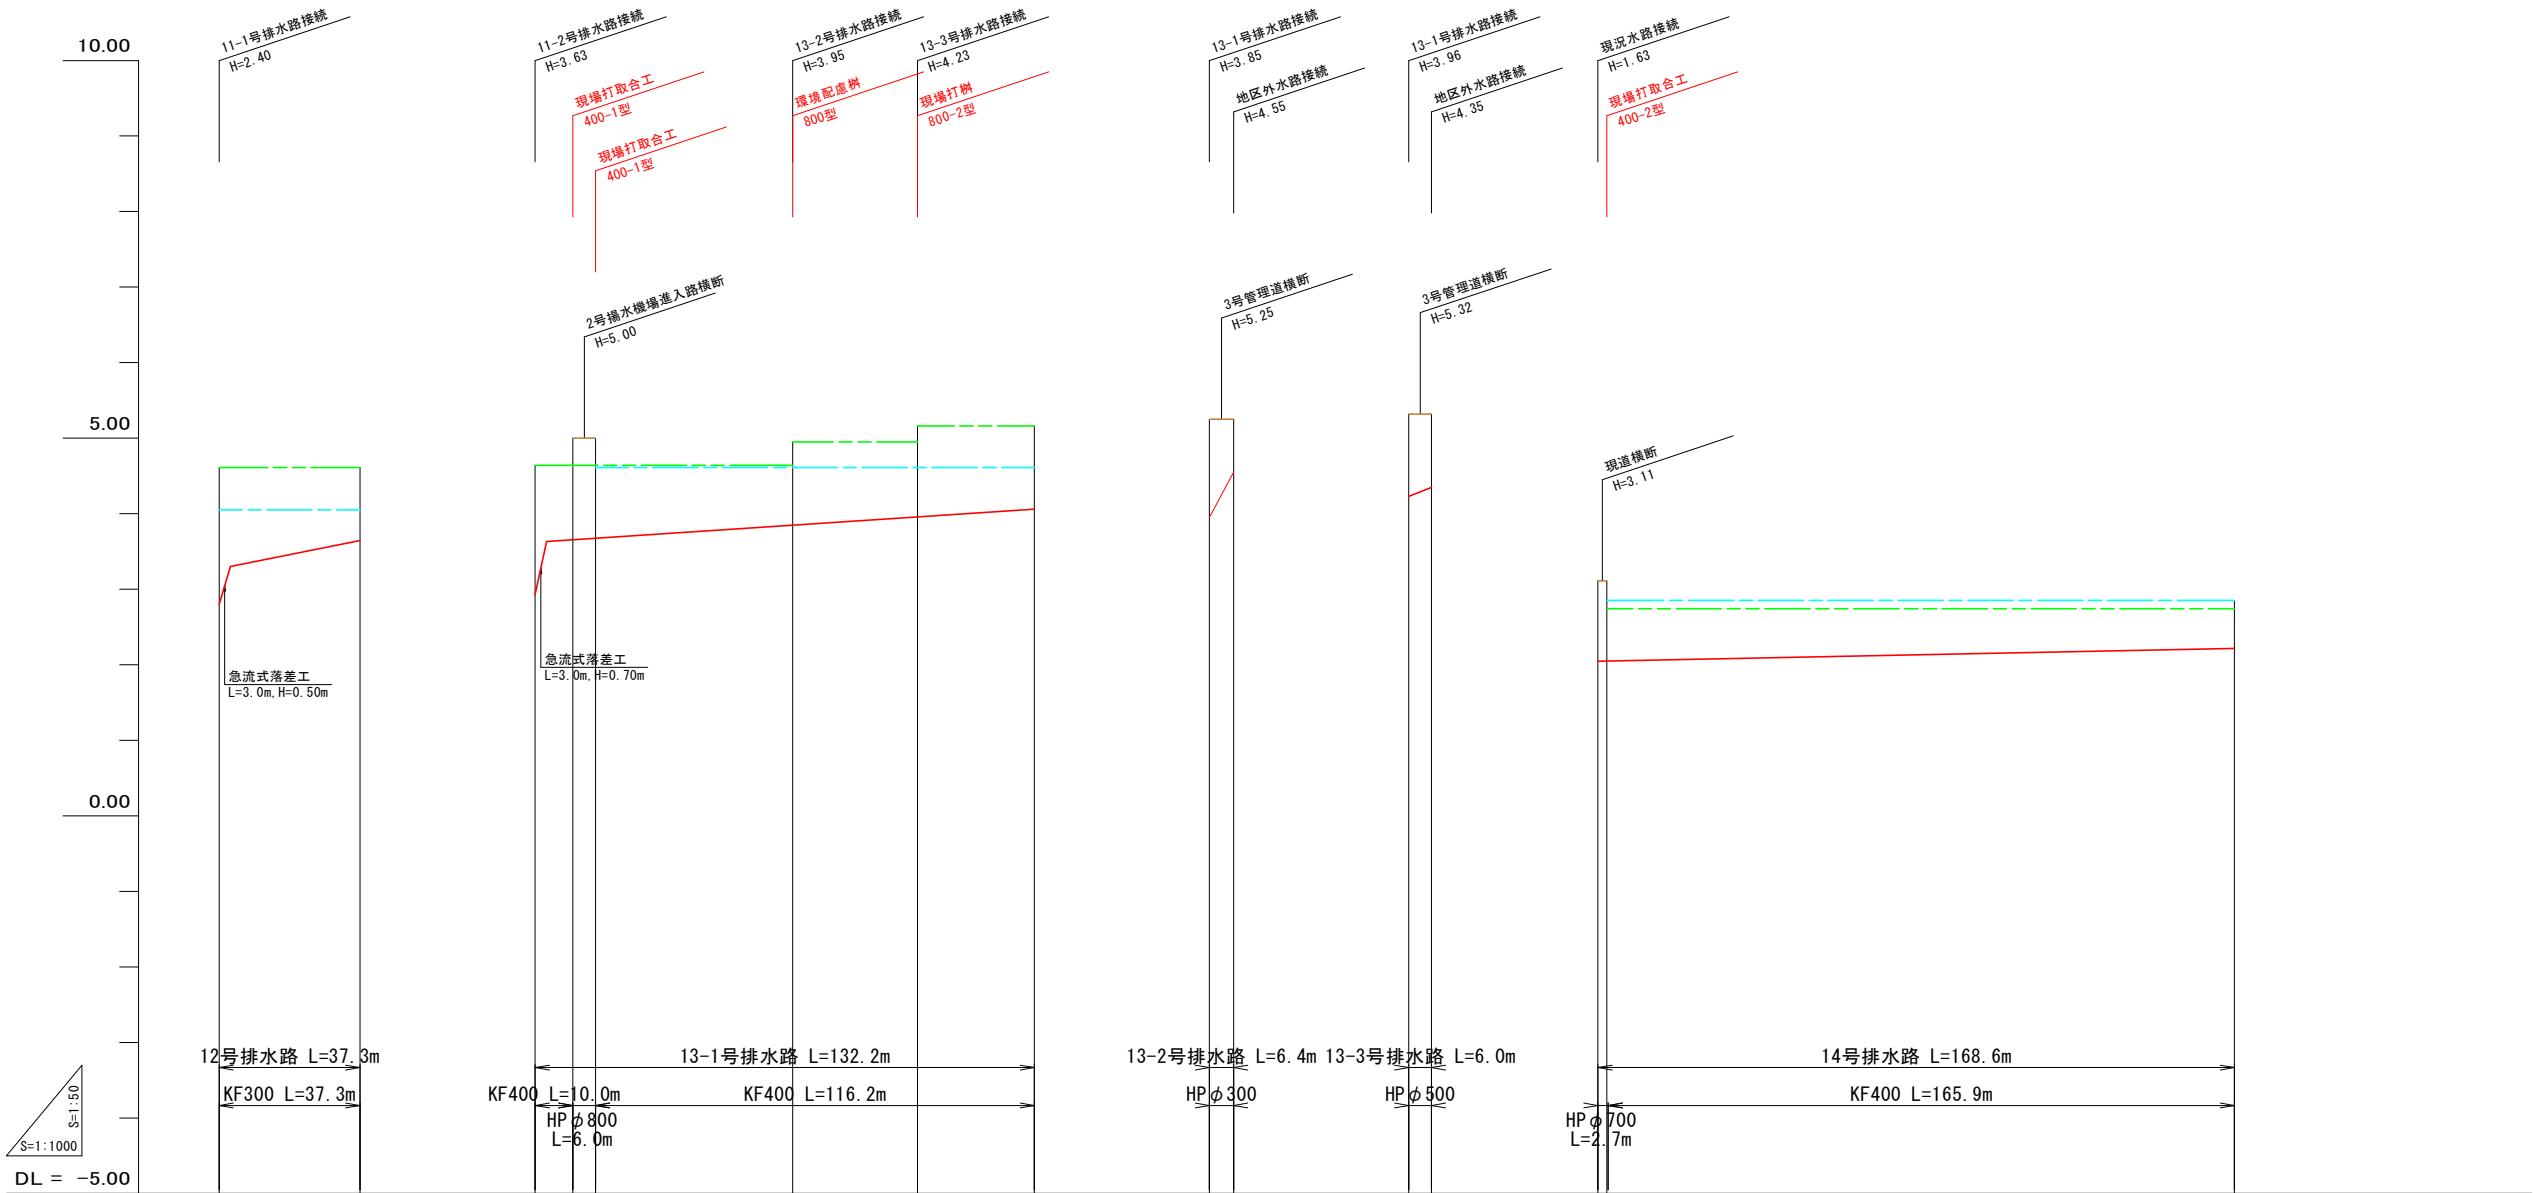 11-1号排水路接続
H=2.40
11-2号排水路接続
H=3.63
現場打取合工
400-1型
現場打取合工
400-1型
13-2号排水路接続
H=3.95
環境配慮桝
800型
13-3号排水路接続
H=4.23
現場打桝
800-2型
13-1号排水路接続
H=3.85
地区外水路接続
H=4.55
13-1号排水路接続
H=3.96
地区外水路接続
H=4.35
現況水路接続
H=1.63
現場打取合工
400-2型
10.00
5.00
0.00
DL = -5.00
2号揚水機場進入路横断
H=5.00
3号管理道横断
H=5.25
3号管理道横断
H=5.32
現道横断
H=3.11
急流式落差工
L=3.0m,H=0.50m
急流式落差工
L=3.0m,H=0.70m
12号排水路 L=37.3m
KF300 L=37.3m
13-1号排水路 L=132.2m
KF400 L=10.0m
HPφ800
L=6.0m
KF400 L=116.2m
13-2号排水路 L=6.4m
HPφ300
13-3号排水路 L=6.0m
HPφ500
14号排水路 L=168.6m
HPφ700
L=2.7m
KF400 L=165.9m
S=1:50
S=1:1000